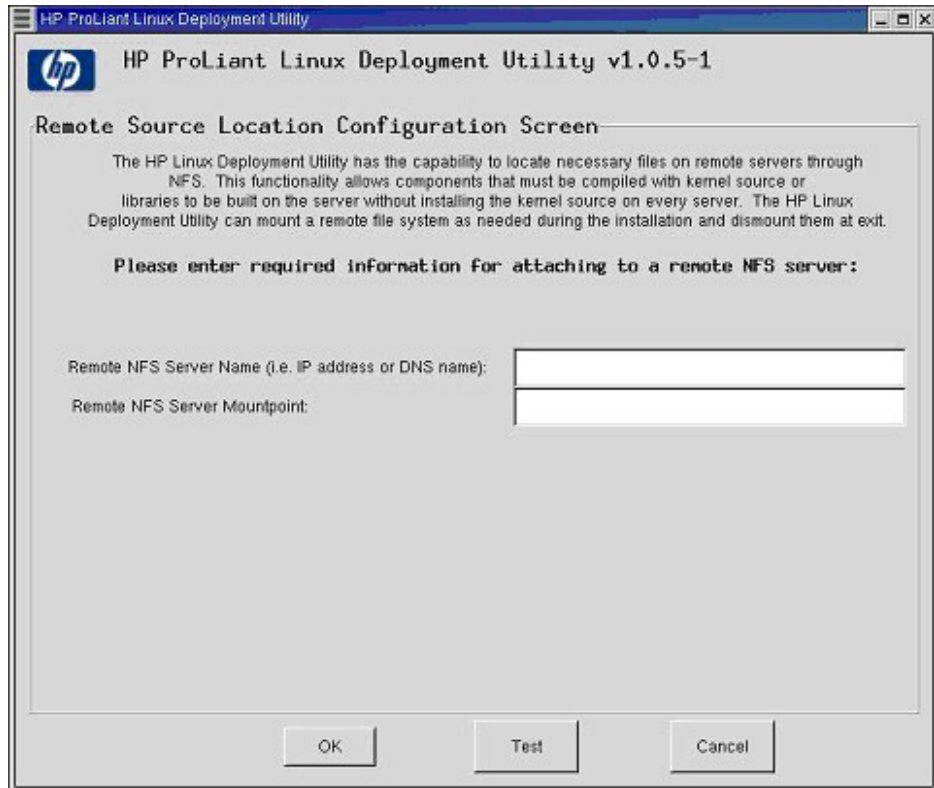 HP ProLiant Linux Deployment Utility
hp
HP ProLiant Linux Deployment Utility v1.0.5-1
Remote Source Location Configuration Screen
The HP Linux Deployment Utility has the capability to locate necessary files on remote servers through
NFS. This functionality allows components that must be compiled with kernel source or
libraries to be built on the server without installing the kernel source on every server. The HP Linux
Deployment Utility can mount a remote file system as needed during the installation and dismount them at exit.
Please enter required information for attaching to a remote NFS server:
Remote NFS Server Name (i.e. IP address or DNS name):
Remote NFS Server Mountpoint:
OK Test Cancel